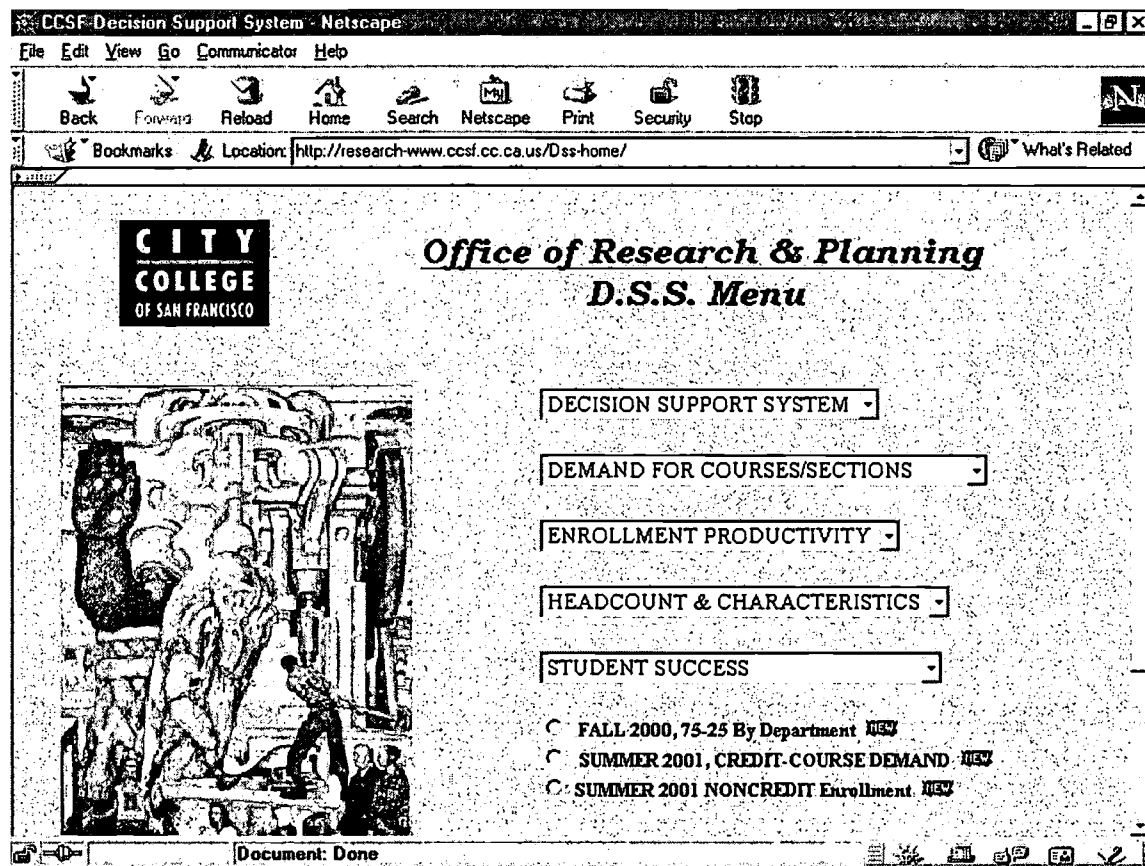 CCSF Decision Support System - Netscape
File Edit View Go Communicator Help
Back Forward Reload Home Search Netscape Print Security Stop
Bookmarks Location: http://research-www.ccsf.cc.ca.us/Dss-home/ What's Related
CITY
COLLEGE
OF SAN FRANCISCO
Office of Research & Planning
D.S.S. Menu
DECISION SUPPORT SYSTEM
DEMAND FOR COURSES/SECTIONS
ENROLLMENT PRODUCTIVITY
HEADCOUNT & CHARACTERISTICS
STUDENT SUCCESS
FALL 2000, 75-25 By Department NEW
SUMMER 2001, CREDIT-COURSE DEMAND NEW
SUMMER 2001 NONCREDIT Enrollment. NEW
Document: Done